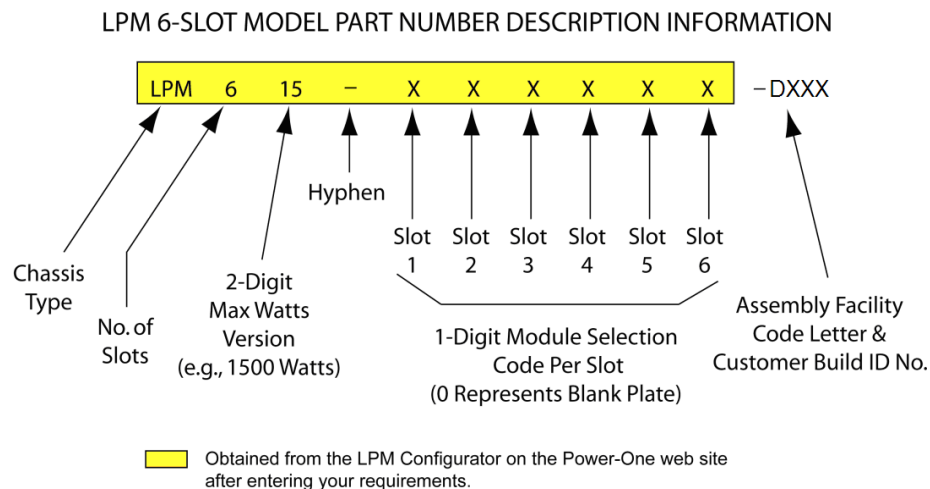 LPM 6-SLOT MODEL PART NUMBER DESCRIPTION INFORMATION
LPM 6 15 – X X X X X X –DXXX
Hyphen
Slot 1
Slot 2
Slot 3
Slot 4
Slot 5
Slot 6
Chassis
Type
No. of
Slots
2-Digit
Max Watts
Version
(e.g., 1500 Watts)
1-Digit Module Selection
Code Per Slot
(0 Represents Blank Plate)
Assembly Facility
Code Letter &
Customer Build ID No.
Obtained from the LPM Configurator on the Power-One web site
after entering your requirements.